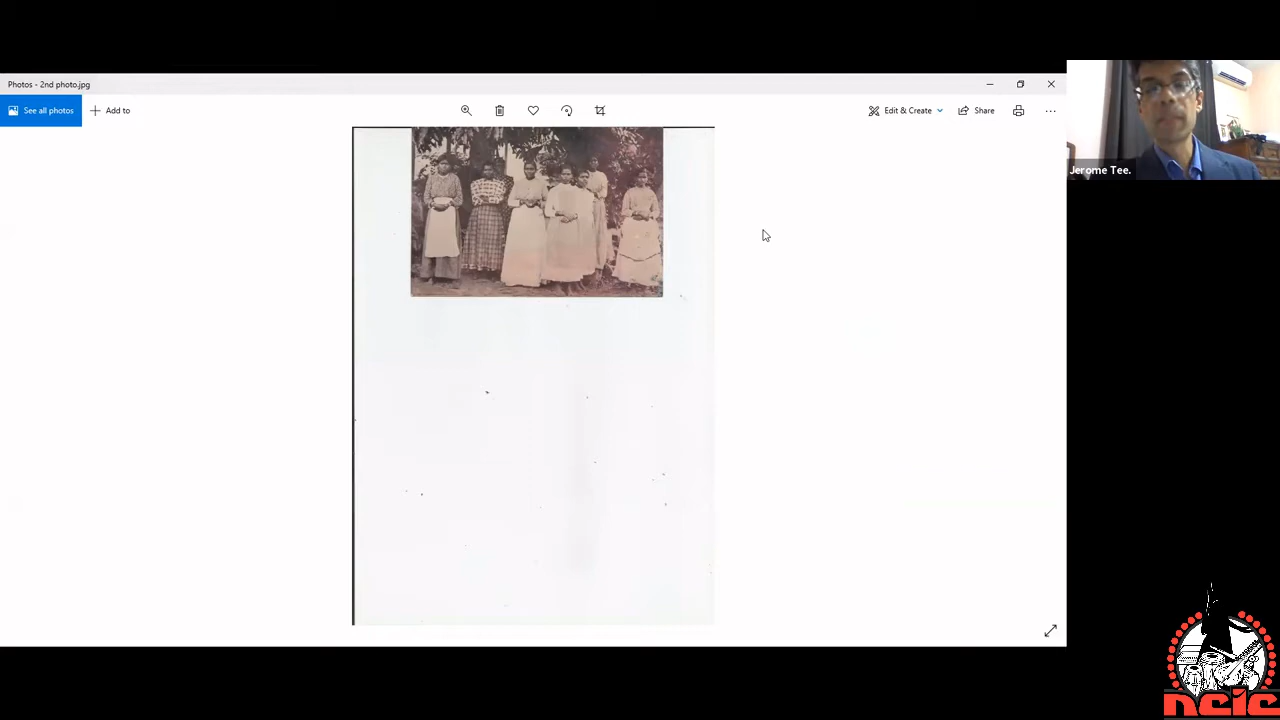 Photos - 2nd photo.jpg
See all photos
Add to
Edit & Create
Share
Jerome Tee.
ncic